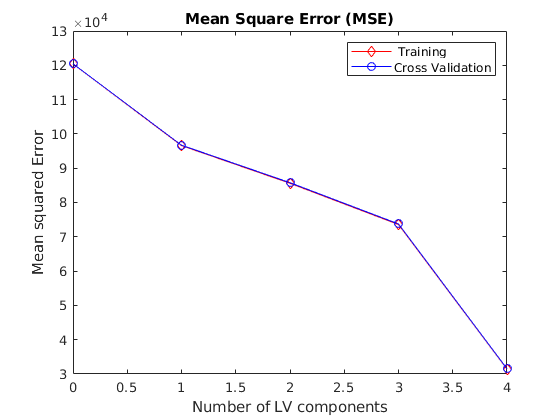 Mean Square Error (MSE)
×10⁴
13
12
11
10
9
8
7
6
5
4
3
Mean squared Error
Training
Cross Validation
0 0.5 1 1.5 2 2.5 3 3.5 4
Number of LV components